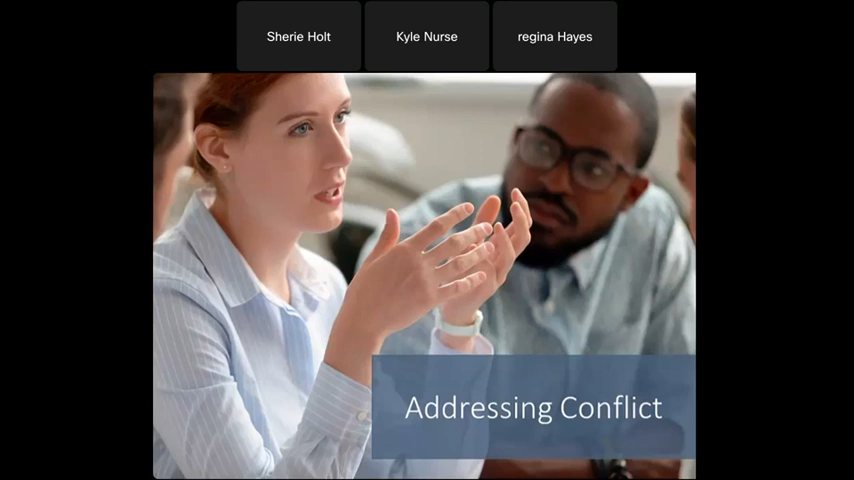 Sherie Holt
Kyle Nurse
regina Hayes
Addressing Conflict